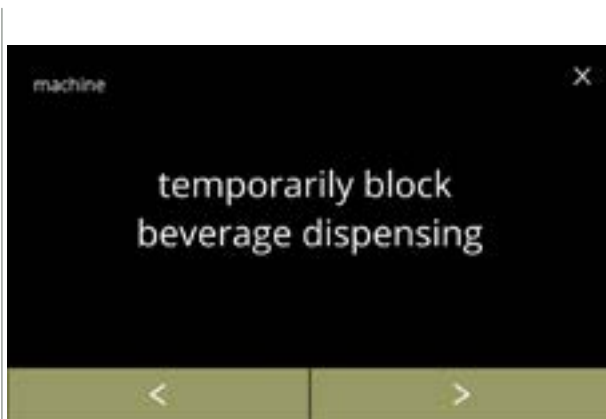 machine
×
temporarily block
beverage dispensing
< >